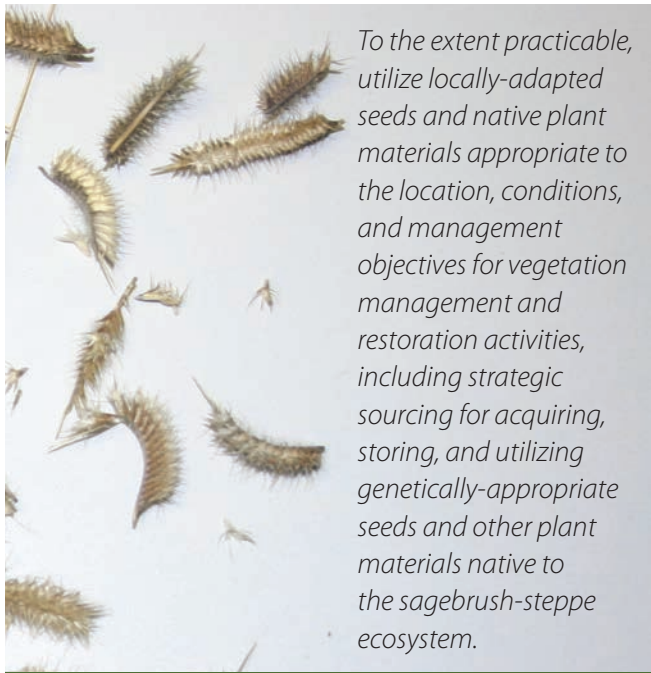 To the extent practicable,
utilize locally-adapted
seeds and native plant
materials appropriate to
the location, conditions,
and management
objectives for vegetation
management and
restoration activities,
including strategic
sourcing for acquiring,
storing, and utilizing
genetically-appropriate
seeds and other plant
materials native to
the sagebrush-steppe
ecosystem.